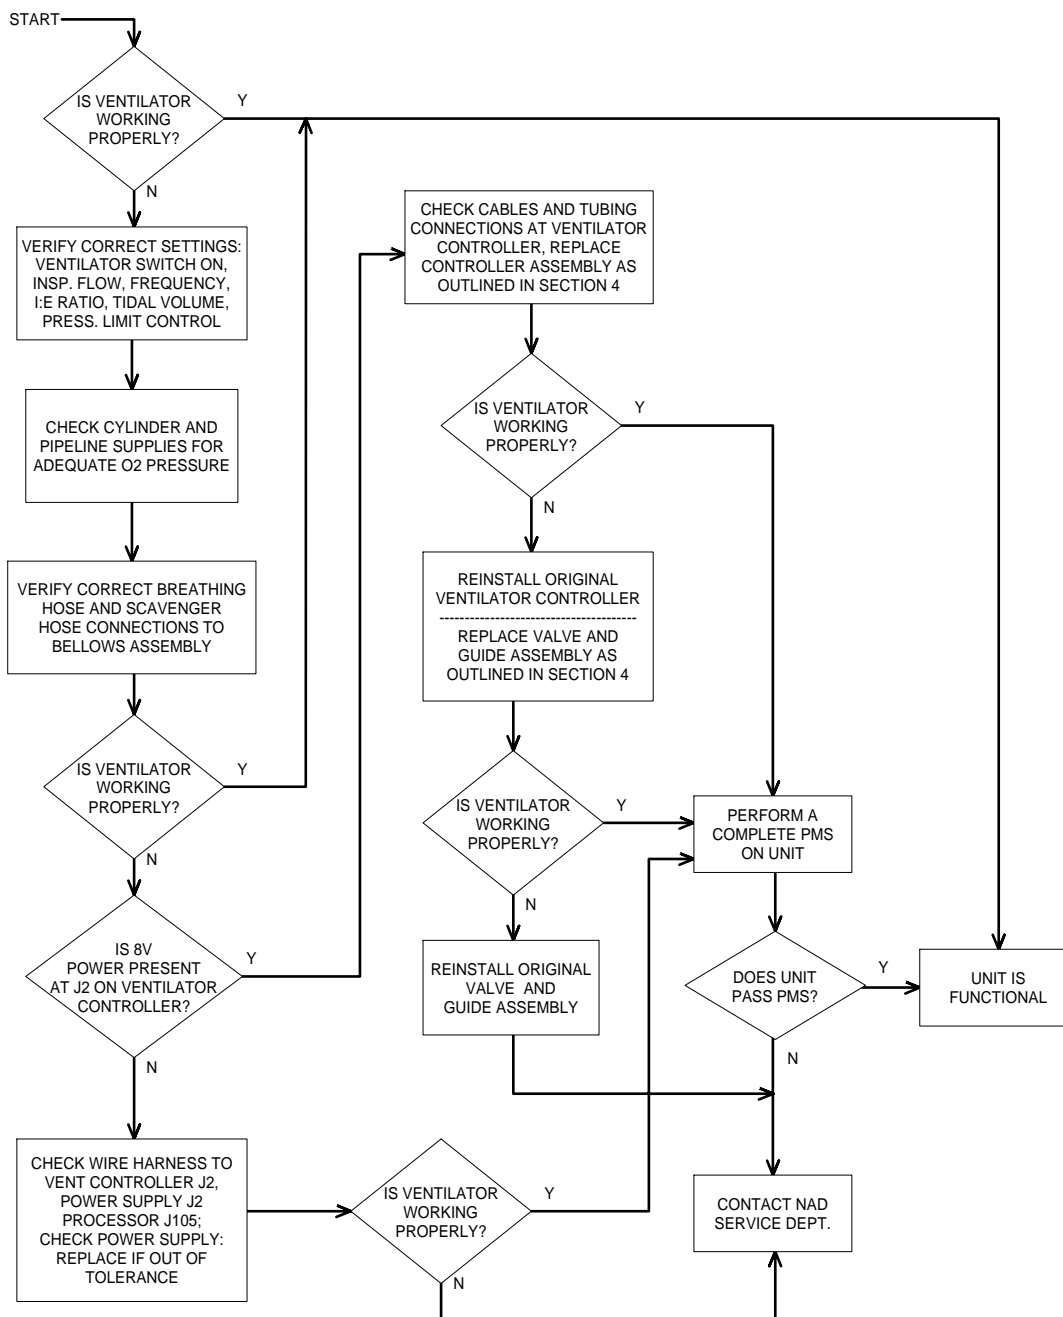 START
IS VENTILATOR
WORKING
PROPERLY?
Y
N
VERIFY CORRECT SETTINGS:
VENTILATOR SWITCH ON,
INSP. FLOW, FREQUENCY,
I:E RATIO, TIDAL VOLUME,
PRESS. LIMIT CONTROL
CHECK CYLINDER AND
PIPELINE SUPPLIES FOR
ADEQUATE O2 PRESSURE
VERIFY CORRECT BREATHING
HOSE AND SCAVENGER
HOSE CONNECTIONS TO
BELLOWS ASSEMBLY
IS VENTILATOR
WORKING
PROPERLY?
Y
N
IS 8V
POWER PRESENT
AT J2 ON VENTILATOR
CONTROLLER?
Y
N
CHECK WIRE HARNESS TO
VENT CONTROLLER J2,
POWER SUPPLY J2
PROCESSOR J105;
CHECK POWER SUPPLY:
REPLACE IF OUT OF
TOLERANCE
IS VENTILATOR
WORKING
PROPERLY?
Y
N
CHECK CABLES AND TUBING
CONNECTIONS AT VENTILATOR
CONTROLLER, REPLACE
CONTROLLER ASSEMBLY AS
OUTLINED IN SECTION 4
IS VENTILATOR
WORKING
PROPERLY?
Y
N
REINSTALL ORIGINAL
VENTILATOR CONTROLLER
---------------------------------------
REPLACE VALVE AND
GUIDE ASSEMBLY AS
OUTLINED IN SECTION 4
IS VENTILATOR
WORKING
PROPERLY?
Y
N
REINSTALL ORIGINAL
VALVE AND
GUIDE ASSEMBLY
PERFORM A
COMPLETE PMS
ON UNIT
DOES UNIT
PASS PMS?
Y
N
UNIT IS
FUNCTIONAL
CONTACT NAD
SERVICE DEPT.